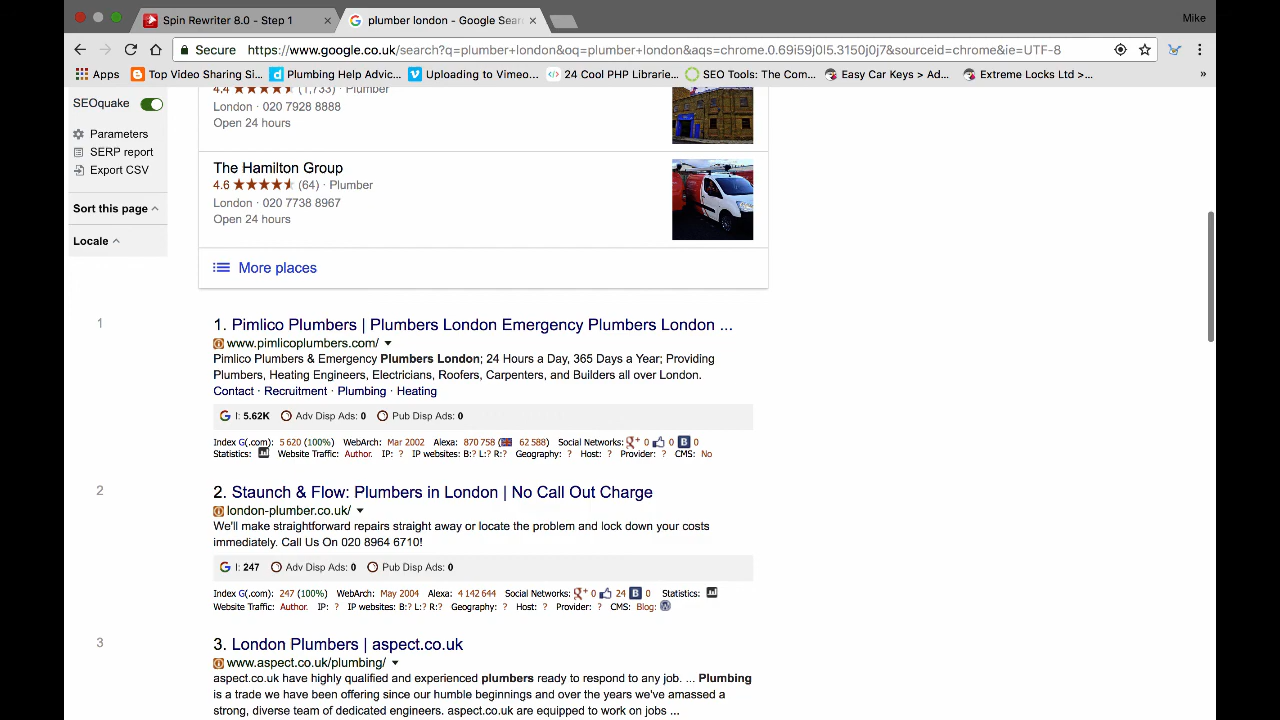 Spin Rewriter 8.0 - Step 1
plumber london - Google Sear
Mike
Secure https://www.google.co.uk/search?q=plumber+london&oq=plumber+london&aqs=chrome.0.69i59j0l5.3150j0j7&sourceid=chrome&ie=UTF-8
Apps Top Video Sharing Si... Plumbing Help Advic... Uploading to Vimeo... 24 Cool PHP Librarie... SEO Tools: The Com... Easy Car Keys > Ad... Extreme Locks Ltd >... »
SEOquake
Parameters
SERP report
Export CSV
Sort this page
Locale
4.4 (1,733) · Plumber
London · 020 7928 8888
Open 24 hours
The Hamilton Group
4.6 (64) · Plumber
London · 020 7738 8967
Open 24 hours
More places
1
1. Pimlico Plumbers | Plumbers London Emergency Plumbers London ...
www.pimlicoplumbers.com/
Pimlico Plumbers & Emergency Plumbers London; 24 Hours a Day, 365 Days a Year; Providing
Plumbers, Heating Engineers, Electricians, Roofers, Carpenters, and Builders all over London.
Contact · Recruitment · Plumbing · Heating
I: 5.62K Adv Disp Ads: 0 Pub Disp Ads: 0
Index G(.com): 5 620 (100%) WebArch: Mar 2002 Alexa: 870 758 ( 62 588) Social Networks: 0 0 0
Statistics: Website Traffic: Author. IP: ? IP websites: B:? L:? R:? Geography: ? Host: ? Provider: ? CMS: No
2
2. Staunch & Flow: Plumbers in London | No Call Out Charge
london-plumber.co.uk/
We'll make straightforward repairs straight away or locate the problem and lock down your costs
immediately. Call Us On 020 8964 6710!
I: 247 Adv Disp Ads: 0 Pub Disp Ads: 0
Index G(.com): 247 (100%) WebArch: May 2004 Alexa: 4 142 644 Social Networks: 0 24 0 Statistics:
Website Traffic: Author. IP: ? IP websites: B:? L:? R:? Geography: ? Host: ? Provider: ? CMS: Blog:
3
3. London Plumbers | aspect.co.uk
www.aspect.co.uk/plumbing/
aspect.co.uk have highly qualified and experienced plumbers ready to respond to any job. ... Plumbing
is a trade we have been offering since our humble beginnings and over the years we've amassed a
strong, diverse team of dedicated engineers. aspect.co.uk are equipped to work on jobs ...